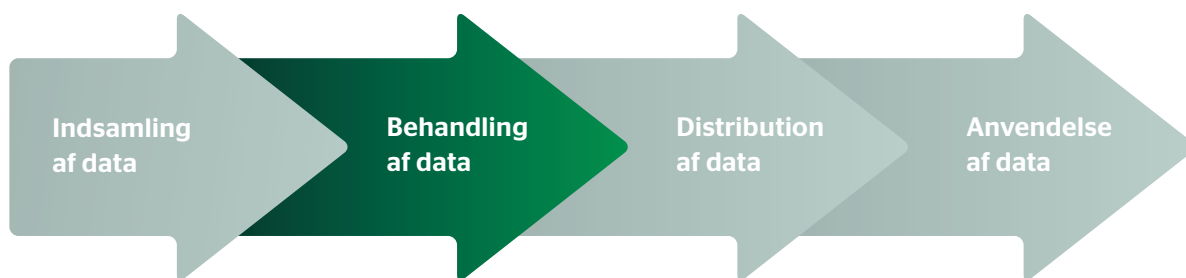 Indsamling
af data
Behandling
af data
Distribution
af data
Anvendelse
af data